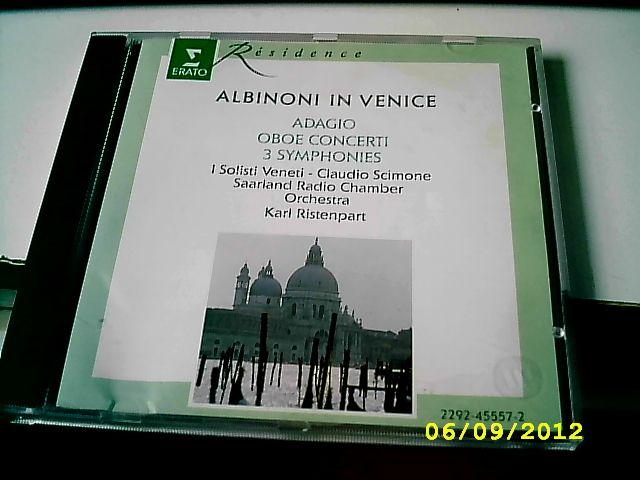 ERATO
Résidence
ALBINONI IN VENICE
ADAGIO
OBOE CONCERTI
3 SYMPHONIES
I Solisti Veneti - Claudio Scimone
Saarland Radio Chamber
Orchestra
Karl Ristenpart
2292-45557-2
06/09/2012